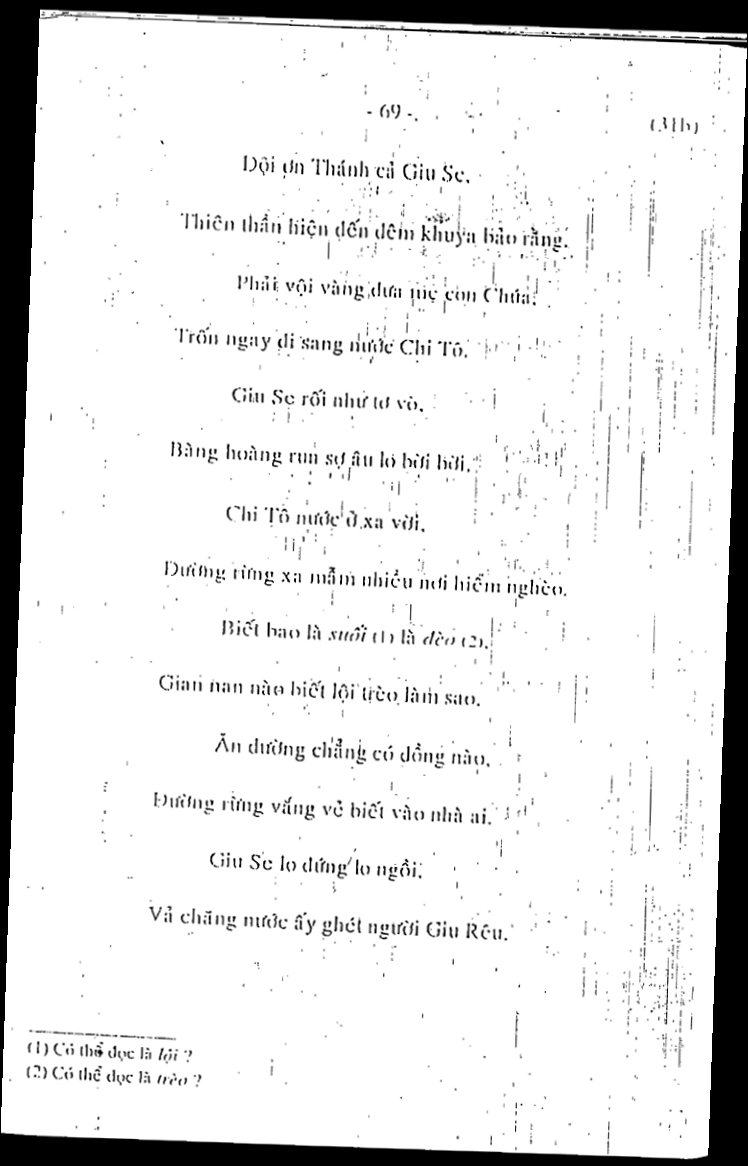 - 69 -
(31b)
Dội ơn Thánh cả Giu Se.
Thiên thần hiện đến đêm khuya bảo rằng.
Phải vội vàng đưa mẹ con Chúa.
Trốn ngay đi sang nước Chi Tô.
Giu Se rối như tơ vò.
Bàng hoàng run sợ âu lo bời bời.
Chi Tô nước ở xa vời.
Đường rừng xa mẫm nhiều nơi hiểm nghèo.
Biết bao là suối (1) là đèo (2).
Gian nan nào biết lội trèo làm sao.
Ăn đường chẳng có đồng nào.
Đường rừng vắng vẻ biết vào nhà ai.
Giu Se lo đứng lo ngồi.
Vả chăng nước ấy ghét người Giu Rêu.
(1) Có thể đọc là lội ?
(2) Có thể đọc là trèo ?